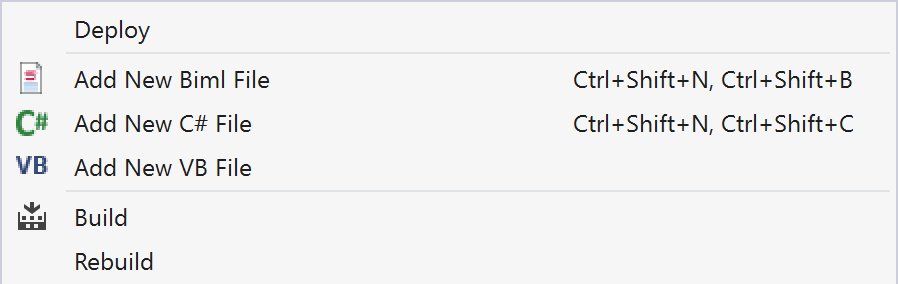 Deploy
Add New Biml File Ctrl+Shift+N, Ctrl+Shift+B
C# Add New C# File Ctrl+Shift+N, Ctrl+Shift+C
VB Add New VB File
Build
Rebuild